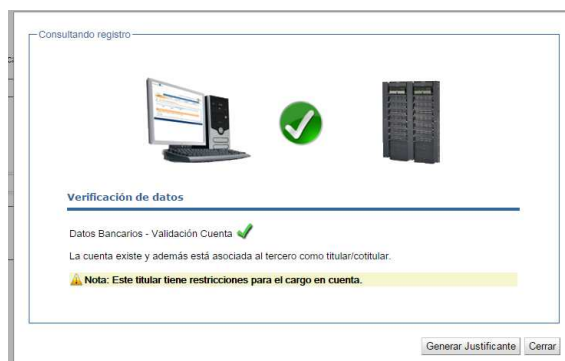 Consultando registro
Verificación de datos
Datos Bancarios - Validación Cuenta
La cuenta existe y además está asociada al tercero como titular/cotitular.
Nota: Este titular tiene restricciones para el cargo en cuenta.
Generar Justificante Cerrar